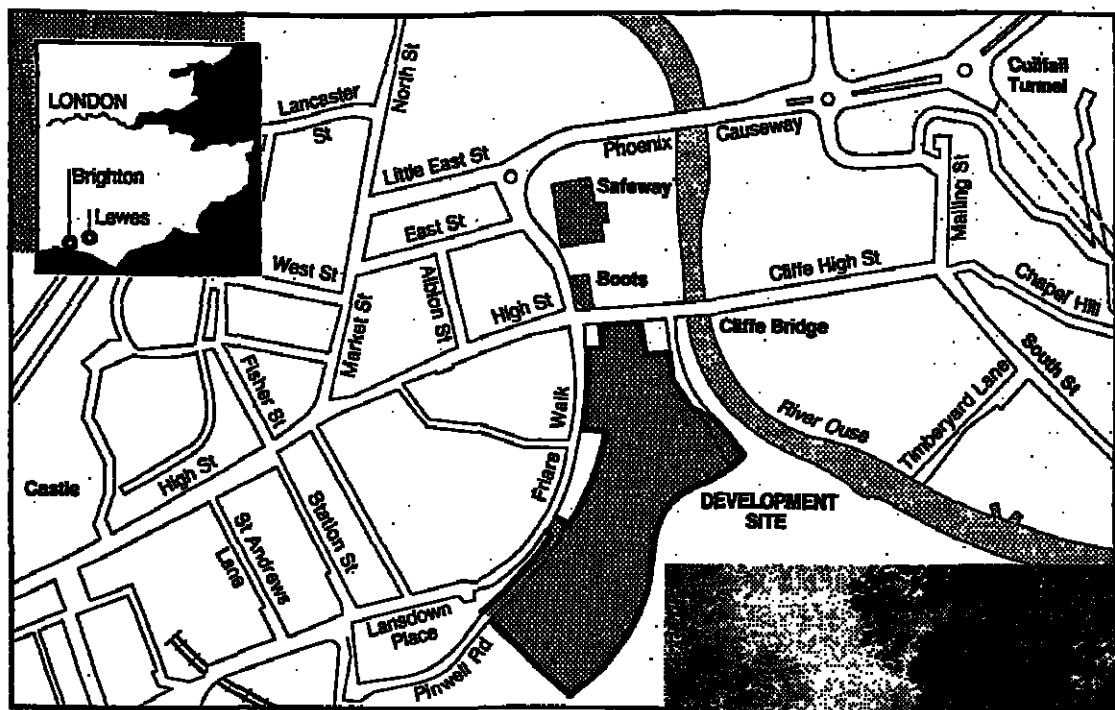 LONDON
Brighton
Lewes
Lancaster
St
North St
Little East St
Phoenix
Causeway
Cuilfail
Tunnel
Safeway
East St
Malling St
West St
Albion St
Boots
Cliffe High St
Chapel Hill
High St
Market St
Cliffe Bridge
South St
Fisher St
Walk
Friars
River Ouse
Timberyard Lane
High St
Castle
Station St
St. Andrews
Lane
DEVELOPMENT
SITE
Lansdown
Place
Pinwell Rd